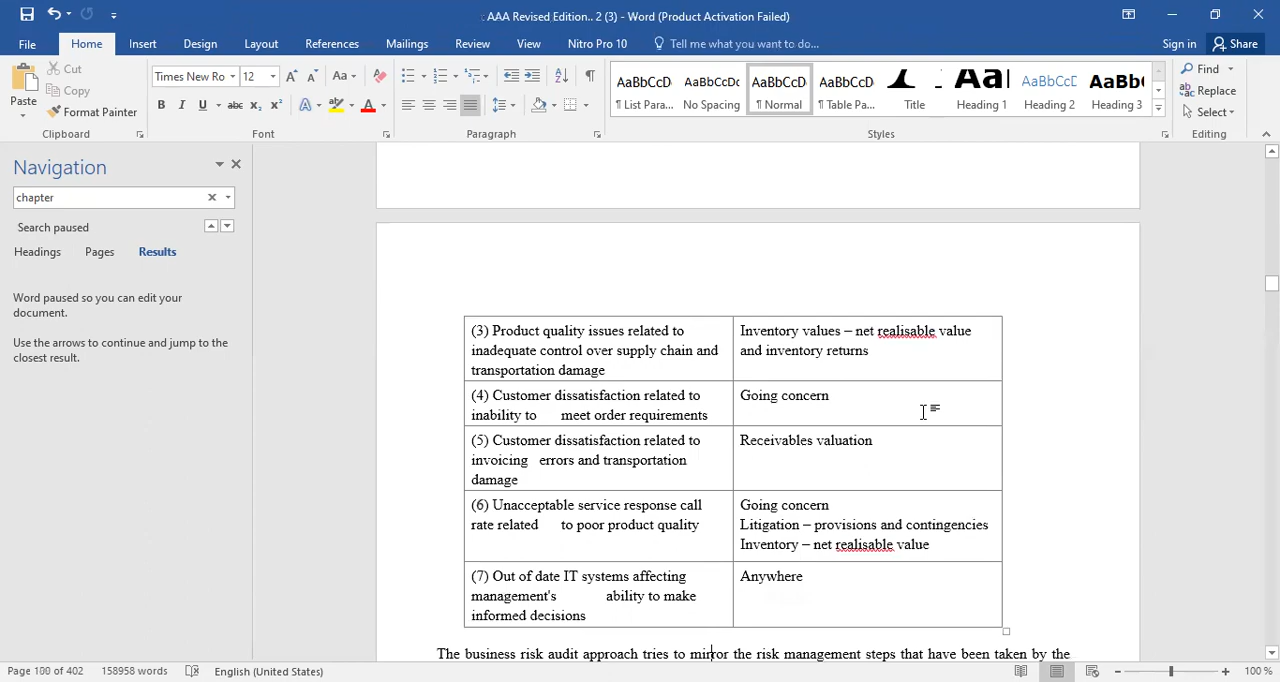 AAA Revised Edition.. 2 (3) - Word (Product Activation Failed)
File Home Insert Design Layout References Mailings Review View Nitro Pro 10 Tell me what you want to do... Sign in Share
Paste
Cut
Copy
Format Painter
Clipboard
Times New Ro 12 Aa
B I U abc x₂ x² A A
Font
Paragraph
AaBbCcD AaBbCcDc AaBbCcD AaBbCcD AaB AaBbCcD AaBbC
¶ List Para... No Spacing ¶ Normal ¶ Table Pa... Title Heading 1 Heading 2 Heading 3
Styles
Find
Replace
Select
Editing
Navigation
chapter
Search paused
Headings Pages Results
Word paused so you can edit your
document.
Use the arrows to continue and jump to the
closest result.
(3) Product quality issues related to
inadequate control over supply chain and
transportation damage
Inventory values – net realisable value
and inventory returns
(4) Customer dissatisfaction related to
inability to meet order requirements
Going concern
(5) Customer dissatisfaction related to
invoicing errors and transportation
damage
Receivables valuation
(6) Unacceptable service response call
rate related to poor product quality
Going concern
Litigation – provisions and contingencies
Inventory – net realisable value
(7) Out of date IT systems affecting
management's ability to make
informed decisions
Anywhere
The business risk audit approach tries to mirror the risk management steps that have been taken by the
Page 100 of 402 158958 words English (United States) 100 %